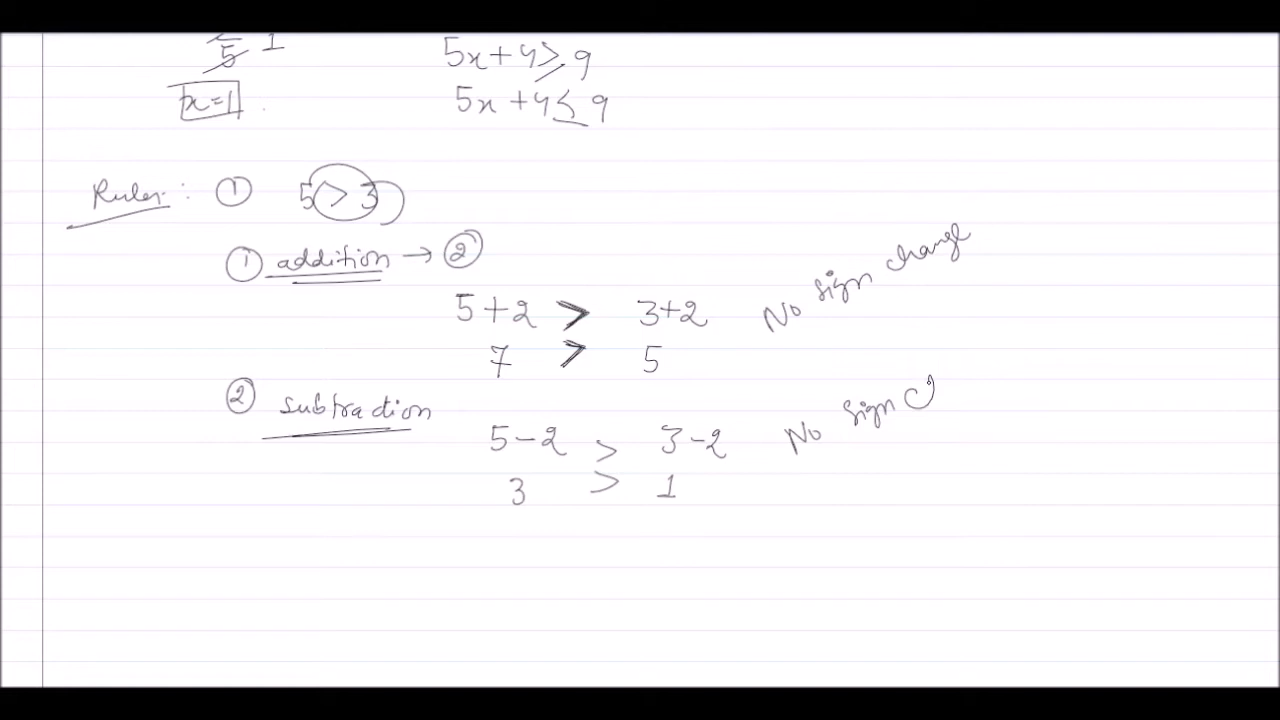 5 1
5x+4 ≥ 9
x=1
5x+4 ≤ 9
Rules: ① 5 > 3
① addition → ②
5+2 > 3+2 No sign change
7 > 5
② subtraction
5-2 > 3-2 No sign c
3 > 1